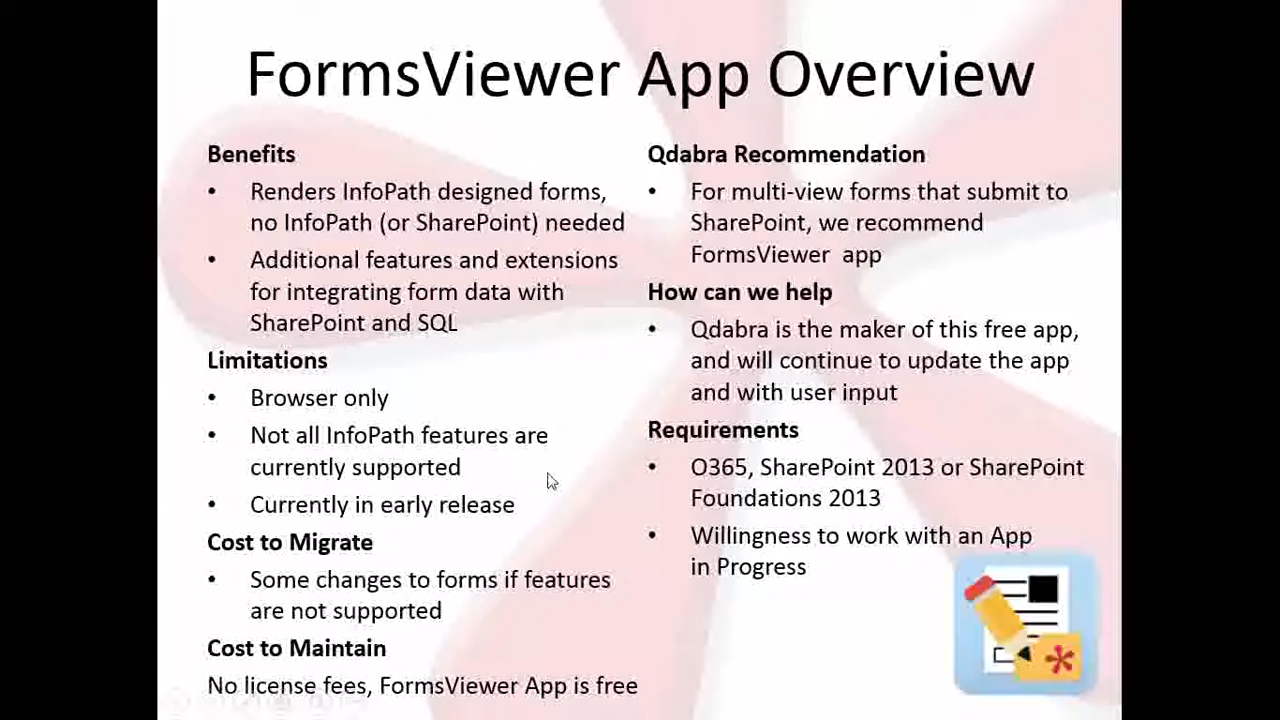 FormsViewer App Overview
Benefits
• Renders InfoPath designed forms,
no InfoPath (or SharePoint) needed
• Additional features and extensions
for integrating form data with
SharePoint and SQL
Limitations
• Browser only
• Not all InfoPath features are
currently supported
• Currently in early release
Cost to Migrate
• Some changes to forms if features
are not supported
Cost to Maintain
No license fees, FormsViewer App is free
Qdabra Recommendation
• For multi-view forms that submit to
SharePoint, we recommend
FormsViewer app
How can we help
• Qdabra is the maker of this free app,
and will continue to update the app
and with user input
Requirements
• O365, SharePoint 2013 or SharePoint
Foundations 2013
• Willingness to work with an App
in Progress